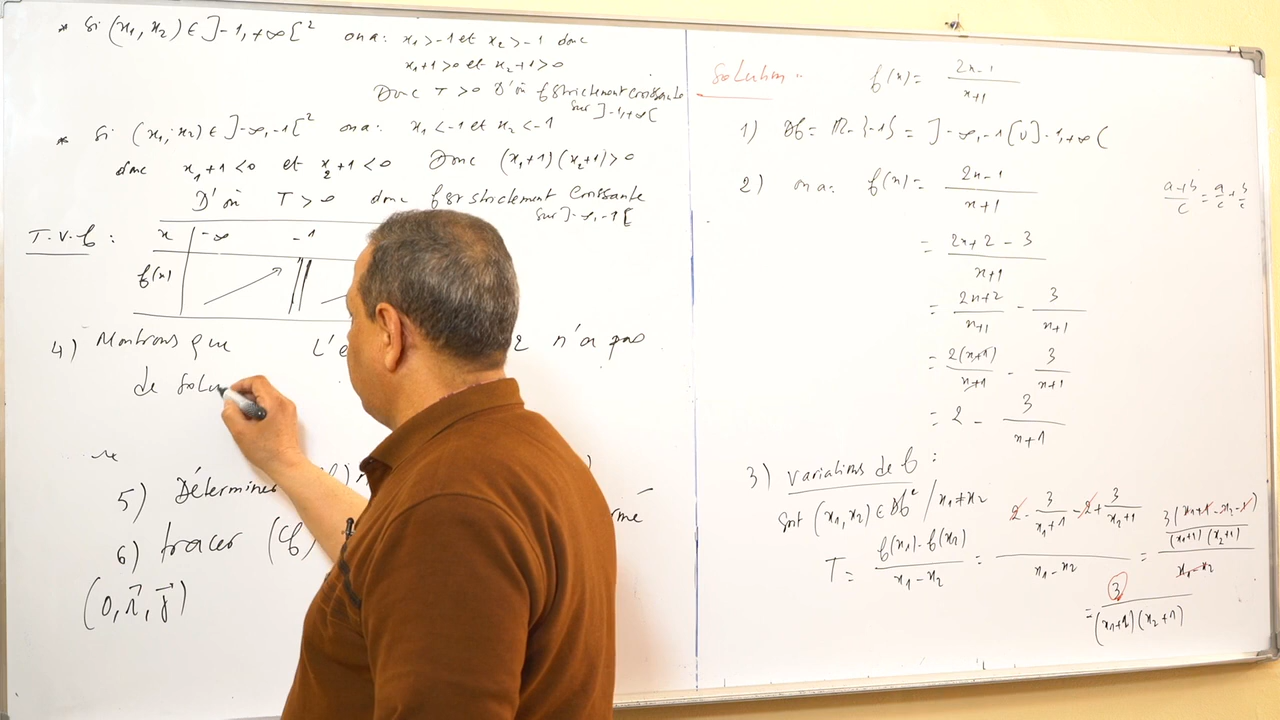 * Si (x1, x2) ∈ ]-1, +∞[² on a: x1 > -1 et x2 > -1 donc
x1+1 > 0 et x2+1 > 0
Donc T > 0 D'où f strictement croissante
sur ]-1, +∞[
* Si (x1, x2) ∈ ]-∞, -1[² on a: x1 < -1 et x2 < -1
donc x1+1 < 0 et x2+1 < 0 Donc (x1+1)(x2+1) > 0
D'où T > 0 donc f est strictement croissante
sur ]-∞, -1[
T.V.f :
x -∞ -1
f(x)
4) Montrons que L'é 2 n'a pas
de solu
5) Déterminer
6) tracer (Cf)
(0, i⃗, j⃗)
Solution : f(x) = (2x-1)/(x+1)
1) Df = ℝ-{-1} = ]-∞, -1[ ∪ ]-1, +∞(
2) on a: f(x) = (2x-1)/(x+1)
(a+b)/c = a/c + b/c
= (2x+2-3)/(x+1)
= (2x+2)/(x+1) - 3/(x+1)
= 2(x+1)/(x+1) - 3/(x+1)
= 2 - 3/(x+1)
3) Variations de f :
Soit (x1, x2) ∈ Df² / x1 ≠ x2
T = (f(x1) - f(x2))/(x1 - x2) = (2 - 3/(x1+1) - 2 + 3/(x2+1))/(x1 - x2) = (3(x1+1-x2-1)/((x1+1)(x2+1)))/(x1-x2)
= 3/((x1+1)(x2+1))